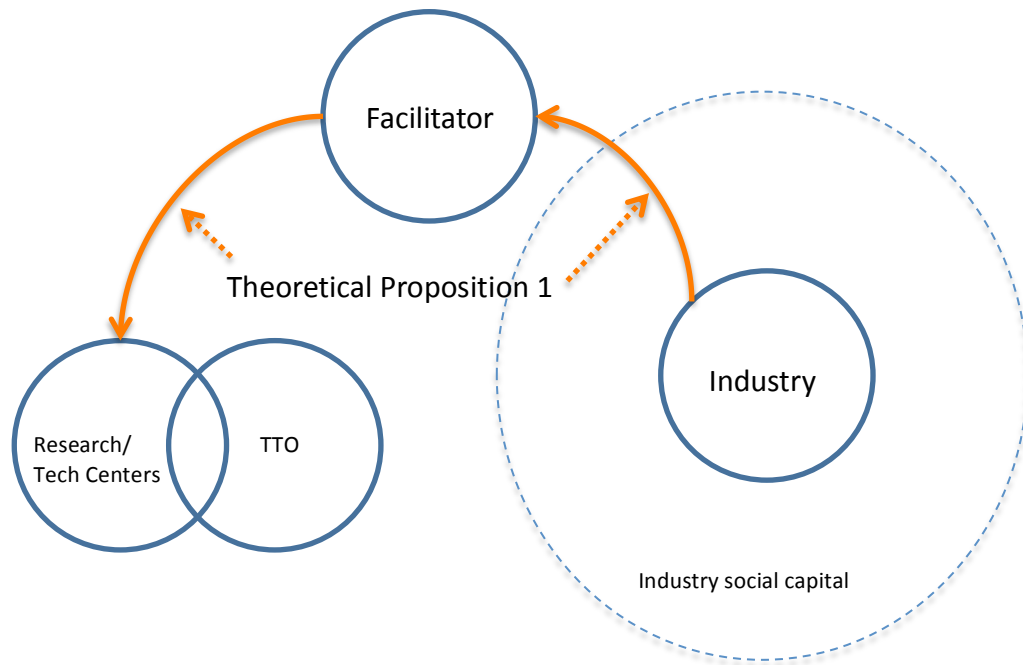 Facilitator
Theoretical Proposition 1
Industry
Research/
Tech Centers
TTO
Industry social capital